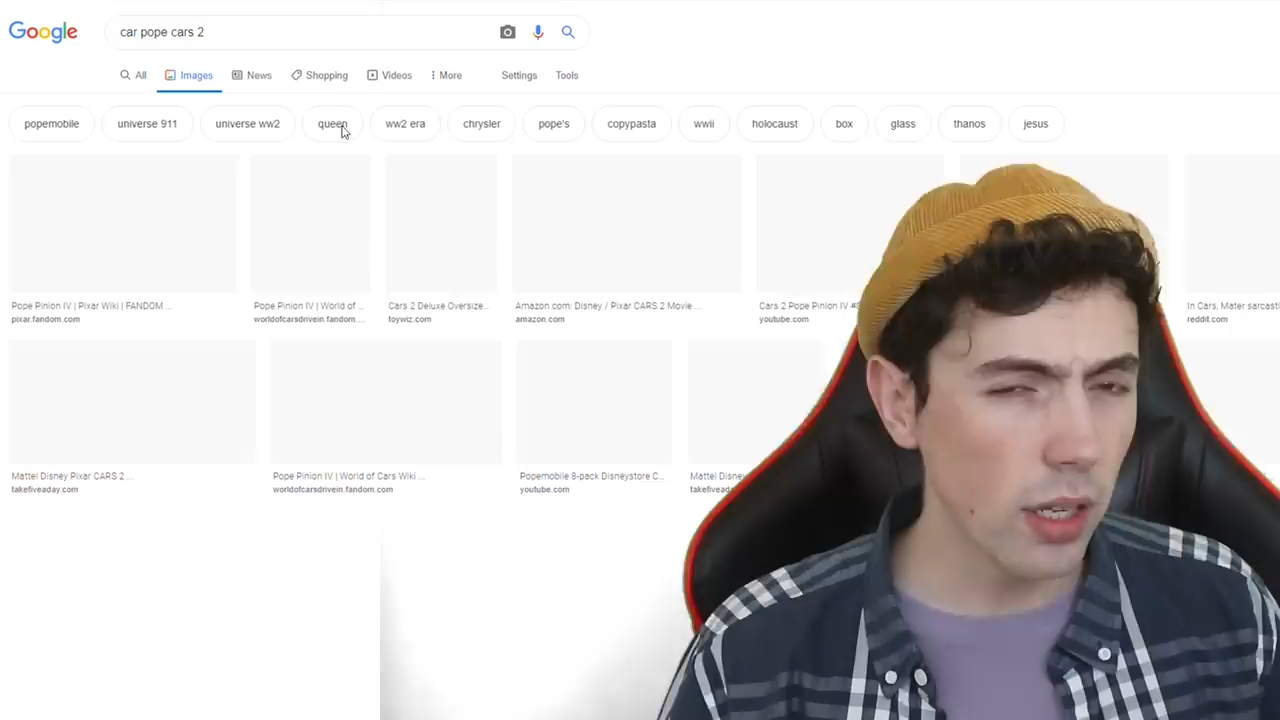 Google
car pope cars 2
All Images News Shopping Videos More Settings Tools
popemobile universe 911 universe ww2 queen ww2 era chrysler pope's copypasta wwii holocaust box glass thanos jesus
Pope Pinion IV | Pixar Wiki | FANDOM ...
pixar.fandom.com
Pope Pinion IV | World of ...
worldofcarsdrivein.fandom....
Cars 2 Deluxe Oversize...
toywiz.com
Amazon.com: Disney / Pixar CARS 2 Movie ...
amazon.com
Cars 2 Pope Pinion IV
youtube.com
In Cars, Mater
reddit.com
Mattel Disney Pixar CARS 2 ...
takefiveaday.com
Pope Pinion IV | World of Cars Wiki ...
worldofcarsdrivein.fandom.com
Popemobile 8-pack Disneystore C...
youtube.com
Mattel